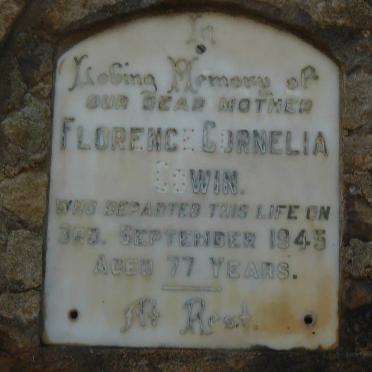 In
Loving Memory of
OUR DEAR MOTHER
FLORENCE CORNELIA
COWIN.
WHO DEPARTED THIS LIFE ON
3RD. SEPTEMBER 1945
AGED 77 YEARS.
At Rest.